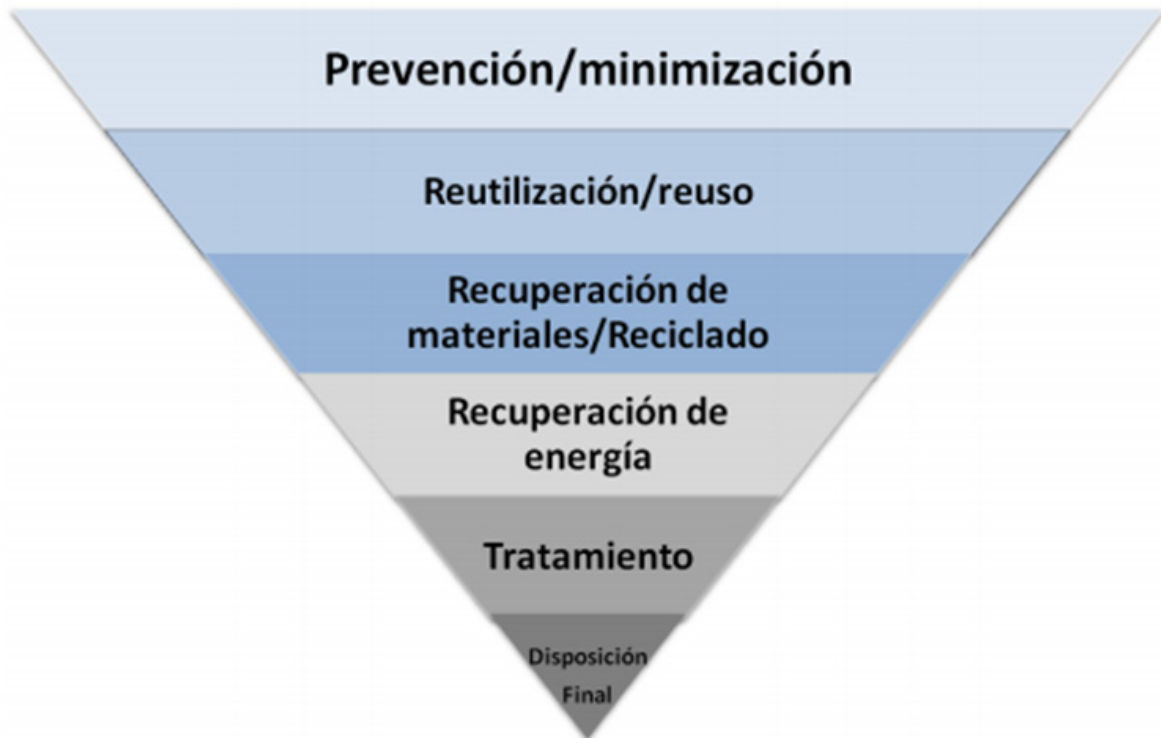 Prevención/minimización
Reutilización/reuso
Recuperación de
materiales/Reciclado
Recuperación de
energía
Tratamiento
Disposición
Final